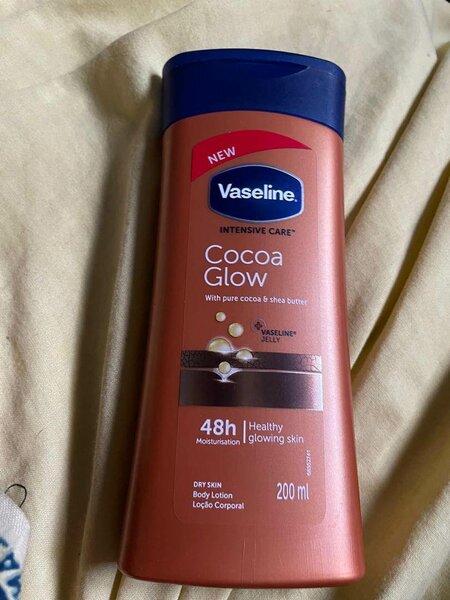 NEW
Vaseline.
INTENSIVE CARE™
Cocoa
Glow
With pure cocoa & shea butter
VASELINE®
JELLY
48h
Moisturisation
Healthy
glowing skin
DRY SKIN
Body Lotion
Loção Corporal
200 ml